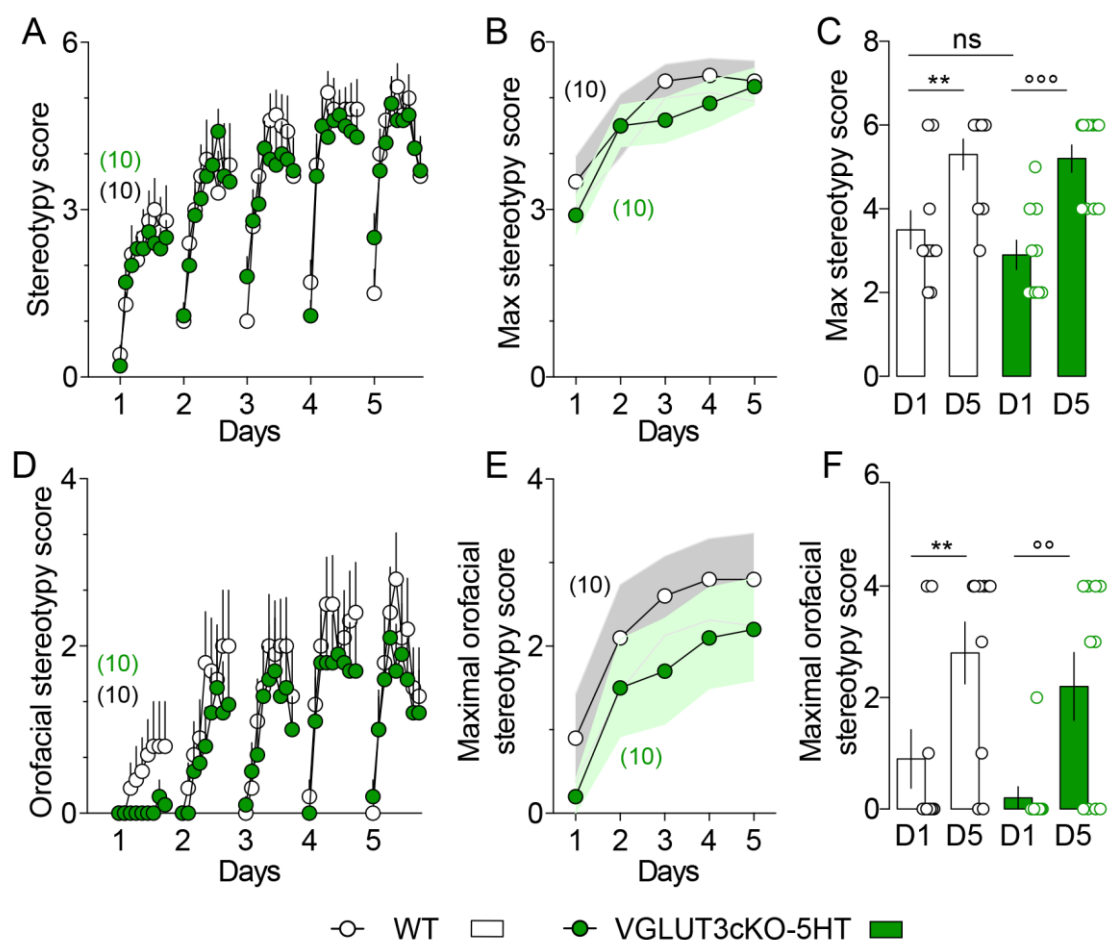 A
Stereotypy score
6
3
0
(10)
(10)
1 2 3 4 5
Days
B
Max stereotypy score
6
3
0
(10)
(10)
1 2 3 4 5
Days
C
Max stereotypy score
8
6
4
2
0
ns
** °°°
D1 D5 D1 D5
D
Orofacial stereotypy score
4
2
0
(10)
(10)
1 2 3 4 5
Days
E
Maximal orofacial
stereotypy score
4
2
0
(10)
(10)
1 2 3 4 5
Days
F
Maximal orofacial
stereotypy score
6
4
2
0
** °°
D1 D5 D1 D5
WT VGLUT3cKO-5HT